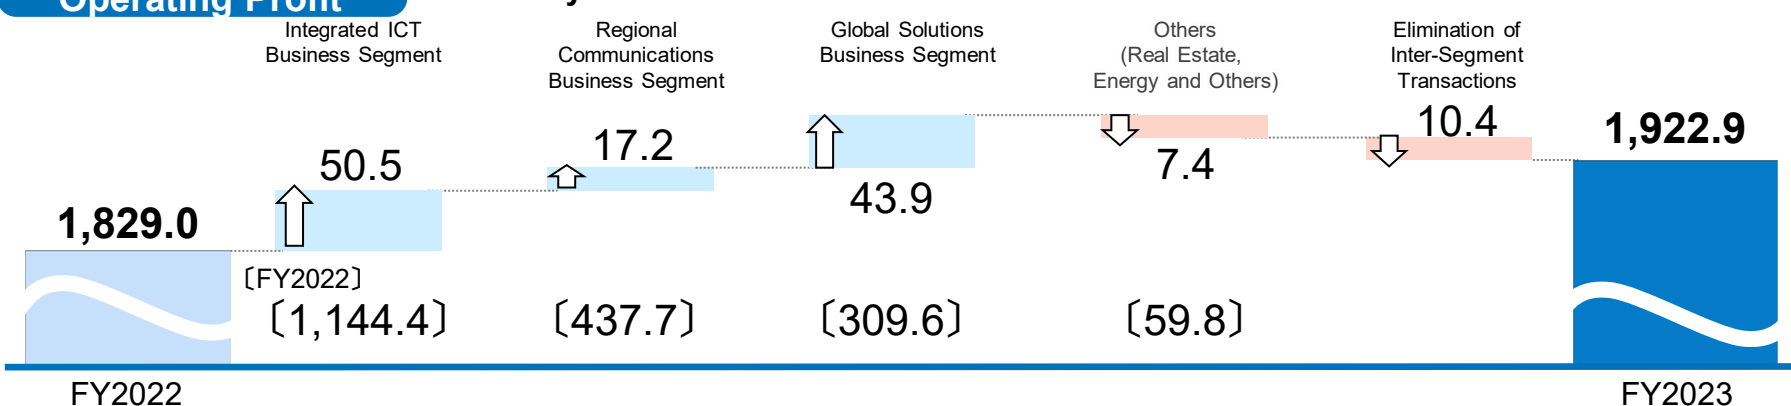 Operating Profit
Integrated ICT
Business Segment
Regional
Communications
Business Segment
Global Solutions
Business Segment
Others
(Real Estate,
Energy and Others)
Elimination of
Inter-Segment
Transactions
1,829.0
50.5
17.2
43.9
7.4
10.4
1,922.9
〔FY2022〕
〔1,144.4〕
〔437.7〕
〔309.6〕
〔59.8〕
FY2022
FY2023